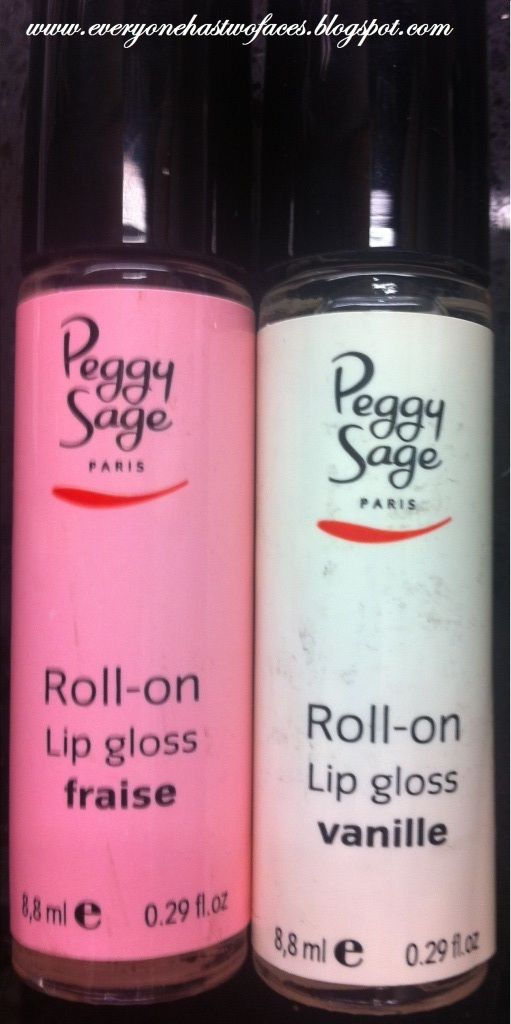 www.everyonehastwofaces.blogspot.com
Peggy
Sage
PARIS
Roll-on
Lip gloss
fraise
8,8 ml e 0.29 fl.oz
Peggy
Sage
PARIS
Roll-on
Lip gloss
vanille
8,8 ml e 0.29 fl.oz